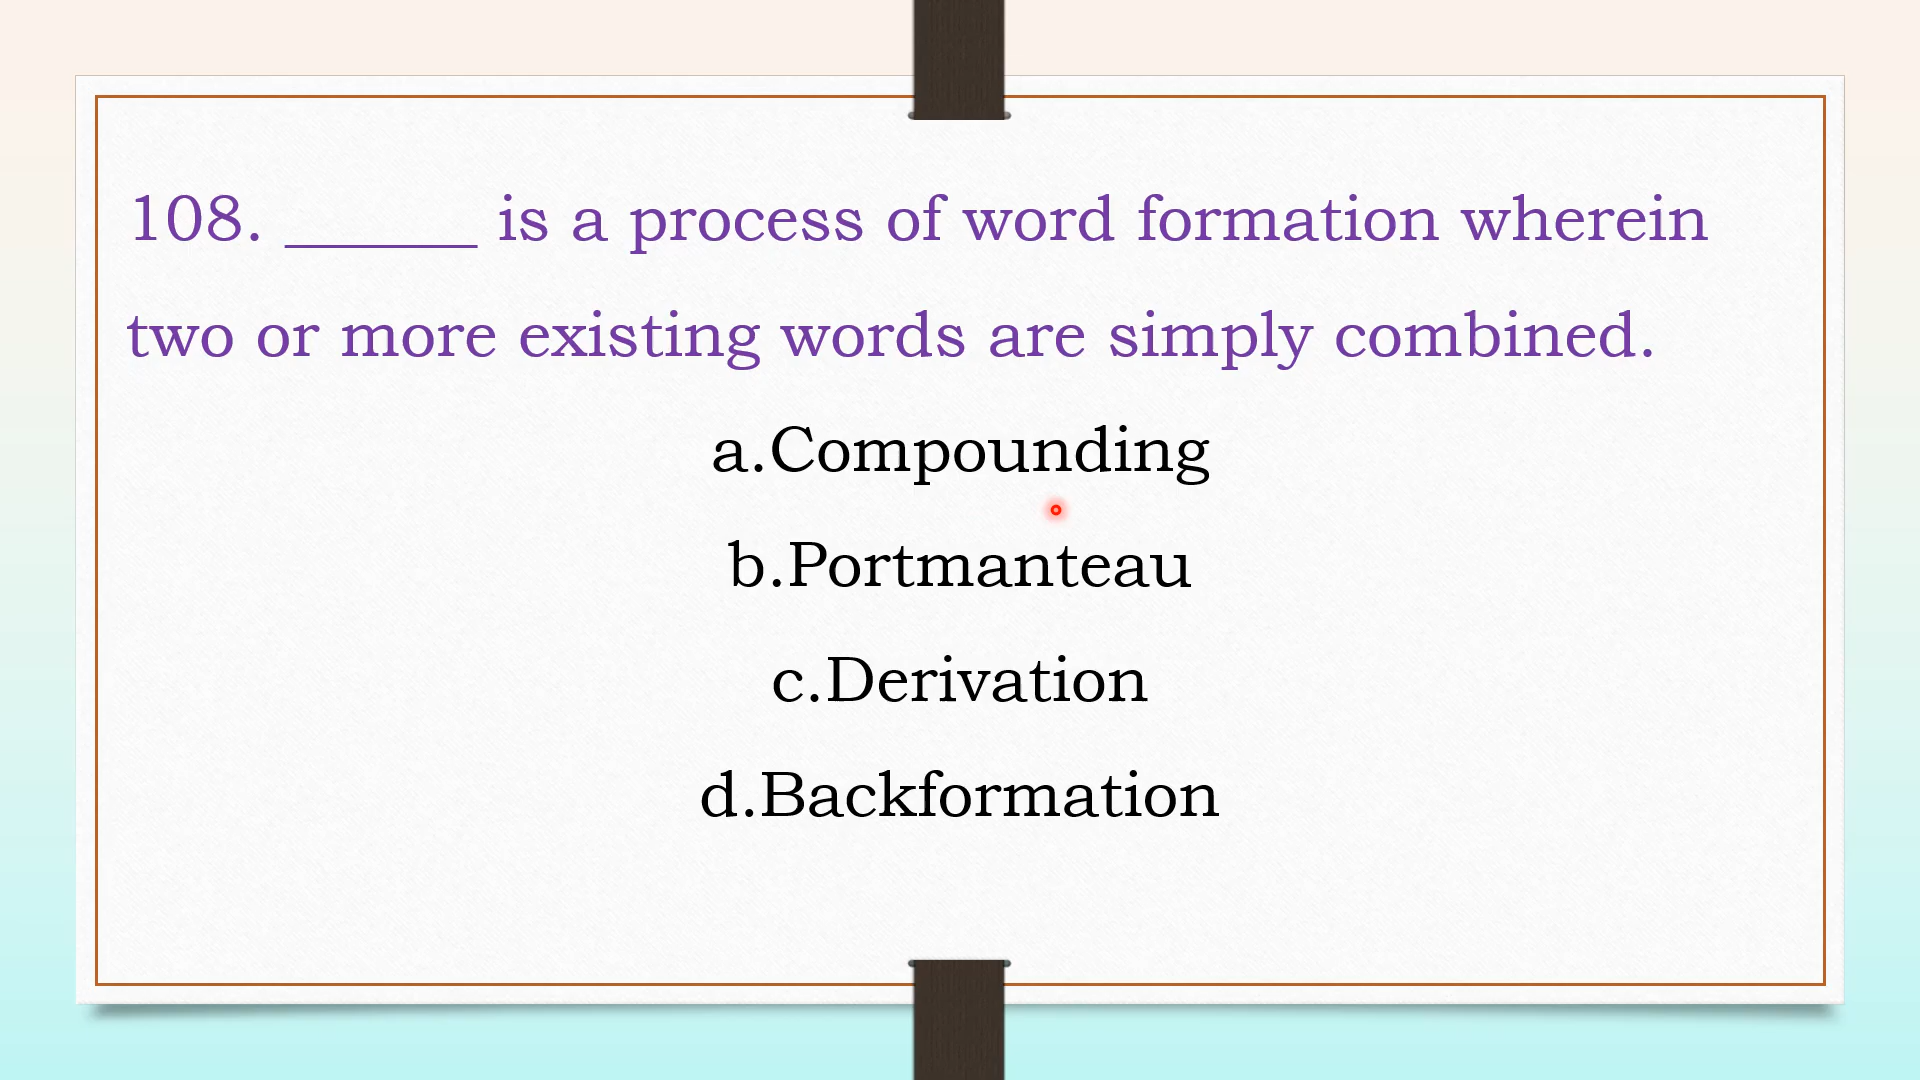 108. ______ is a process of word formation wherein
two or more existing words are simply combined.
a.Compounding
b.Portmanteau
c.Derivation
d.Backformation